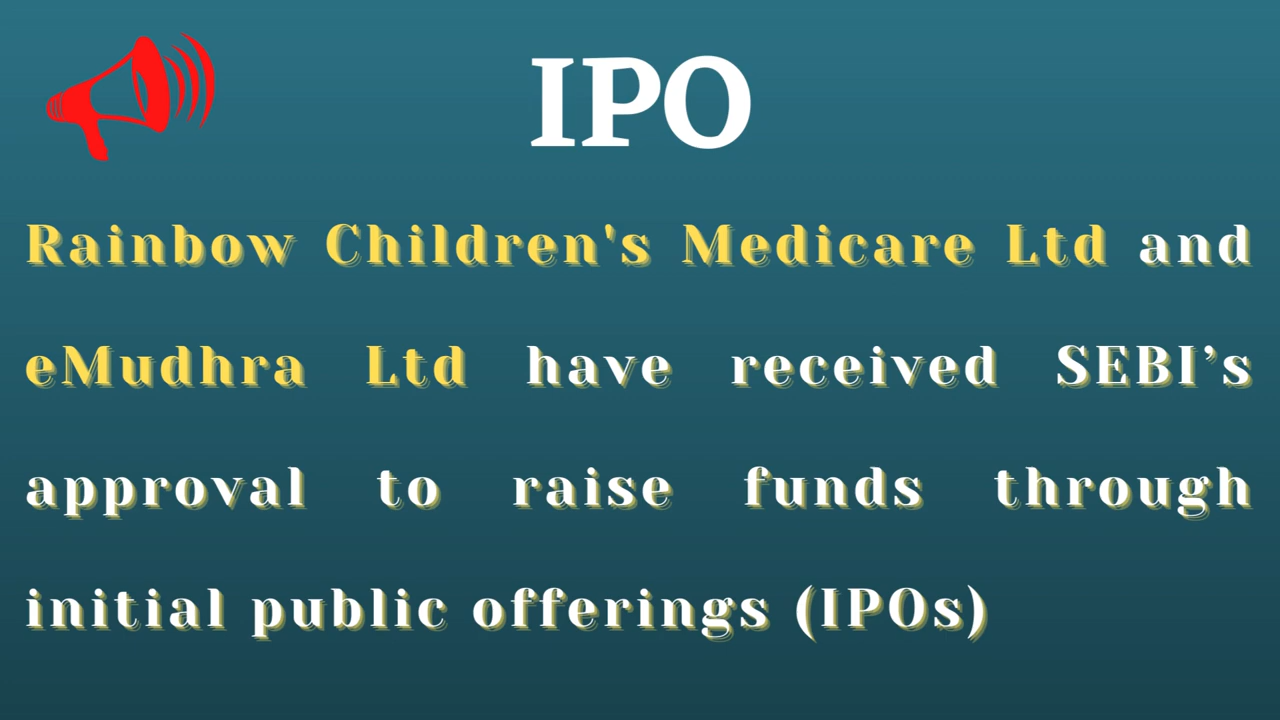 IPO
Rainbow Children's Medicare Ltd and
eMudhra Ltd have received SEBI’s
approval to raise funds through
initial public offerings (IPOs)